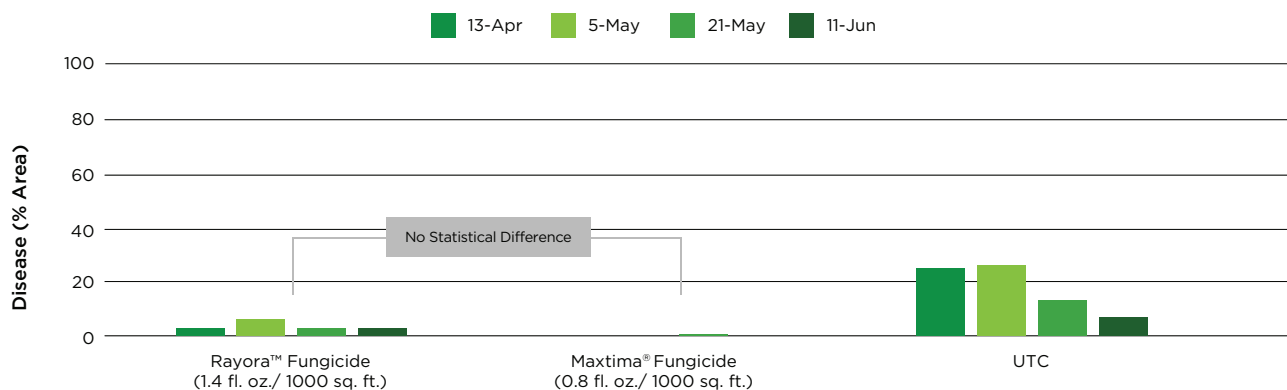 13-Apr 5-May 21-May 11-Jun
Disease (% Area)
100
80
60
40
20
0
No Statistical Difference
Rayora™ Fungicide
(1.4 fl. oz./ 1000 sq. ft.)
Maxtima® Fungicide
(0.8 fl. oz./ 1000 sq. ft.)
UTC